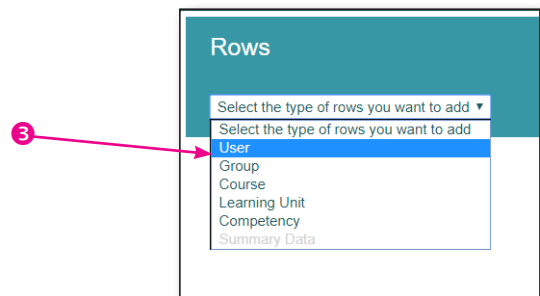 Rows
Select the type of rows you want to add ▼
Select the type of rows you want to add
3
User
Group
Course
Learning Unit
Competency
Summary Data